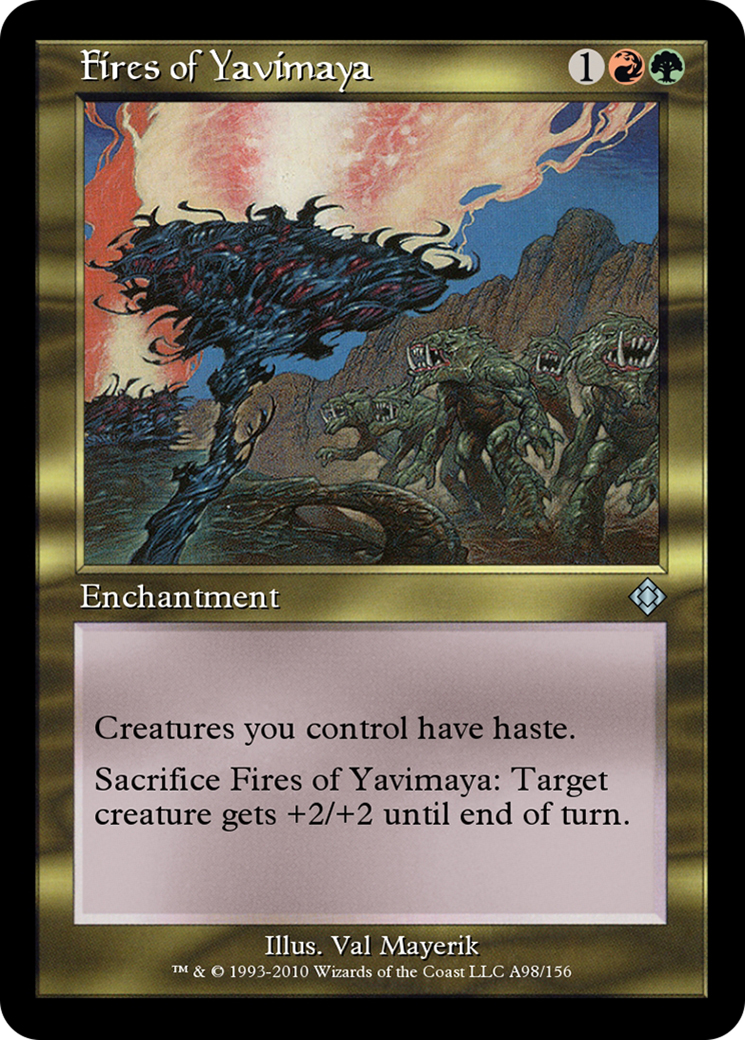 Fires of Yavimaya 1
Enchantment
Creatures you control have haste.
Sacrifice Fires of Yavimaya: Target
creature gets +2/+2 until end of turn.
Illus. Val Mayerik
™ & © 1993-2010 Wizards of the Coast LLC A98/156